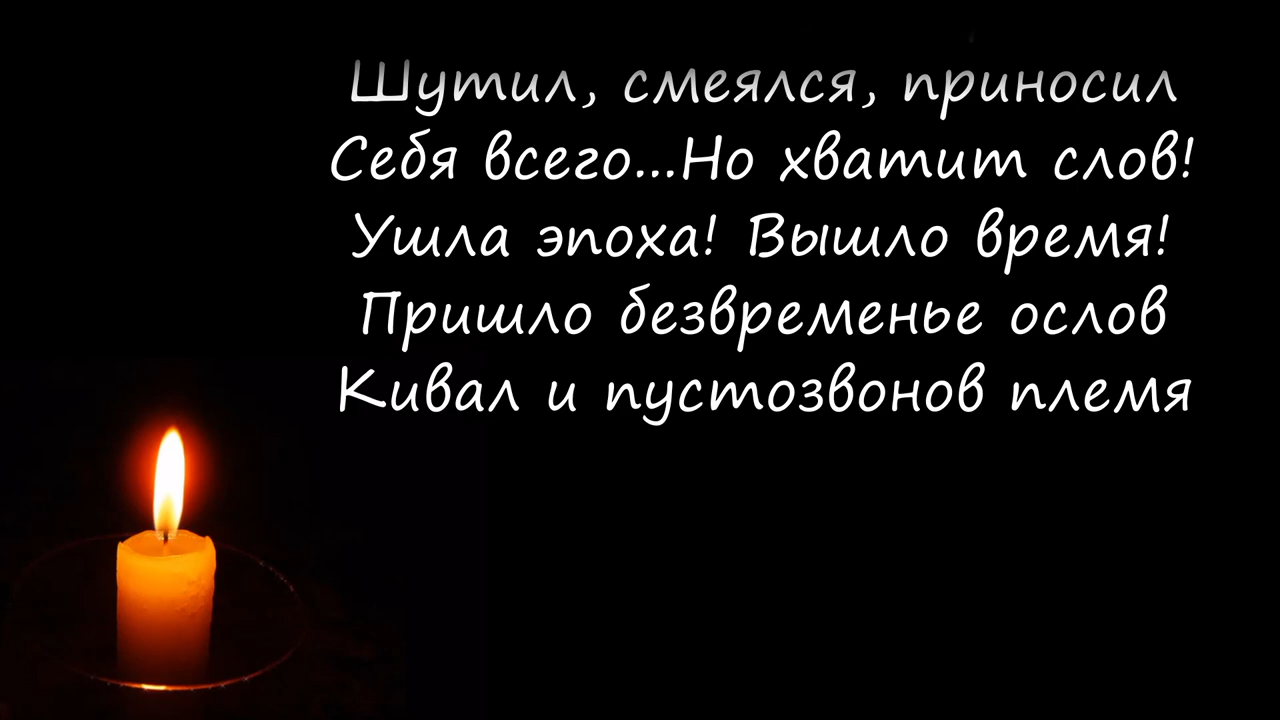 Шутил, смеялся, приносил
Себя всего...Но хватит слов!
Ушла эпоха! Вышло время!
Пришло безвременье ослов
Кивал и пустозвонов племя